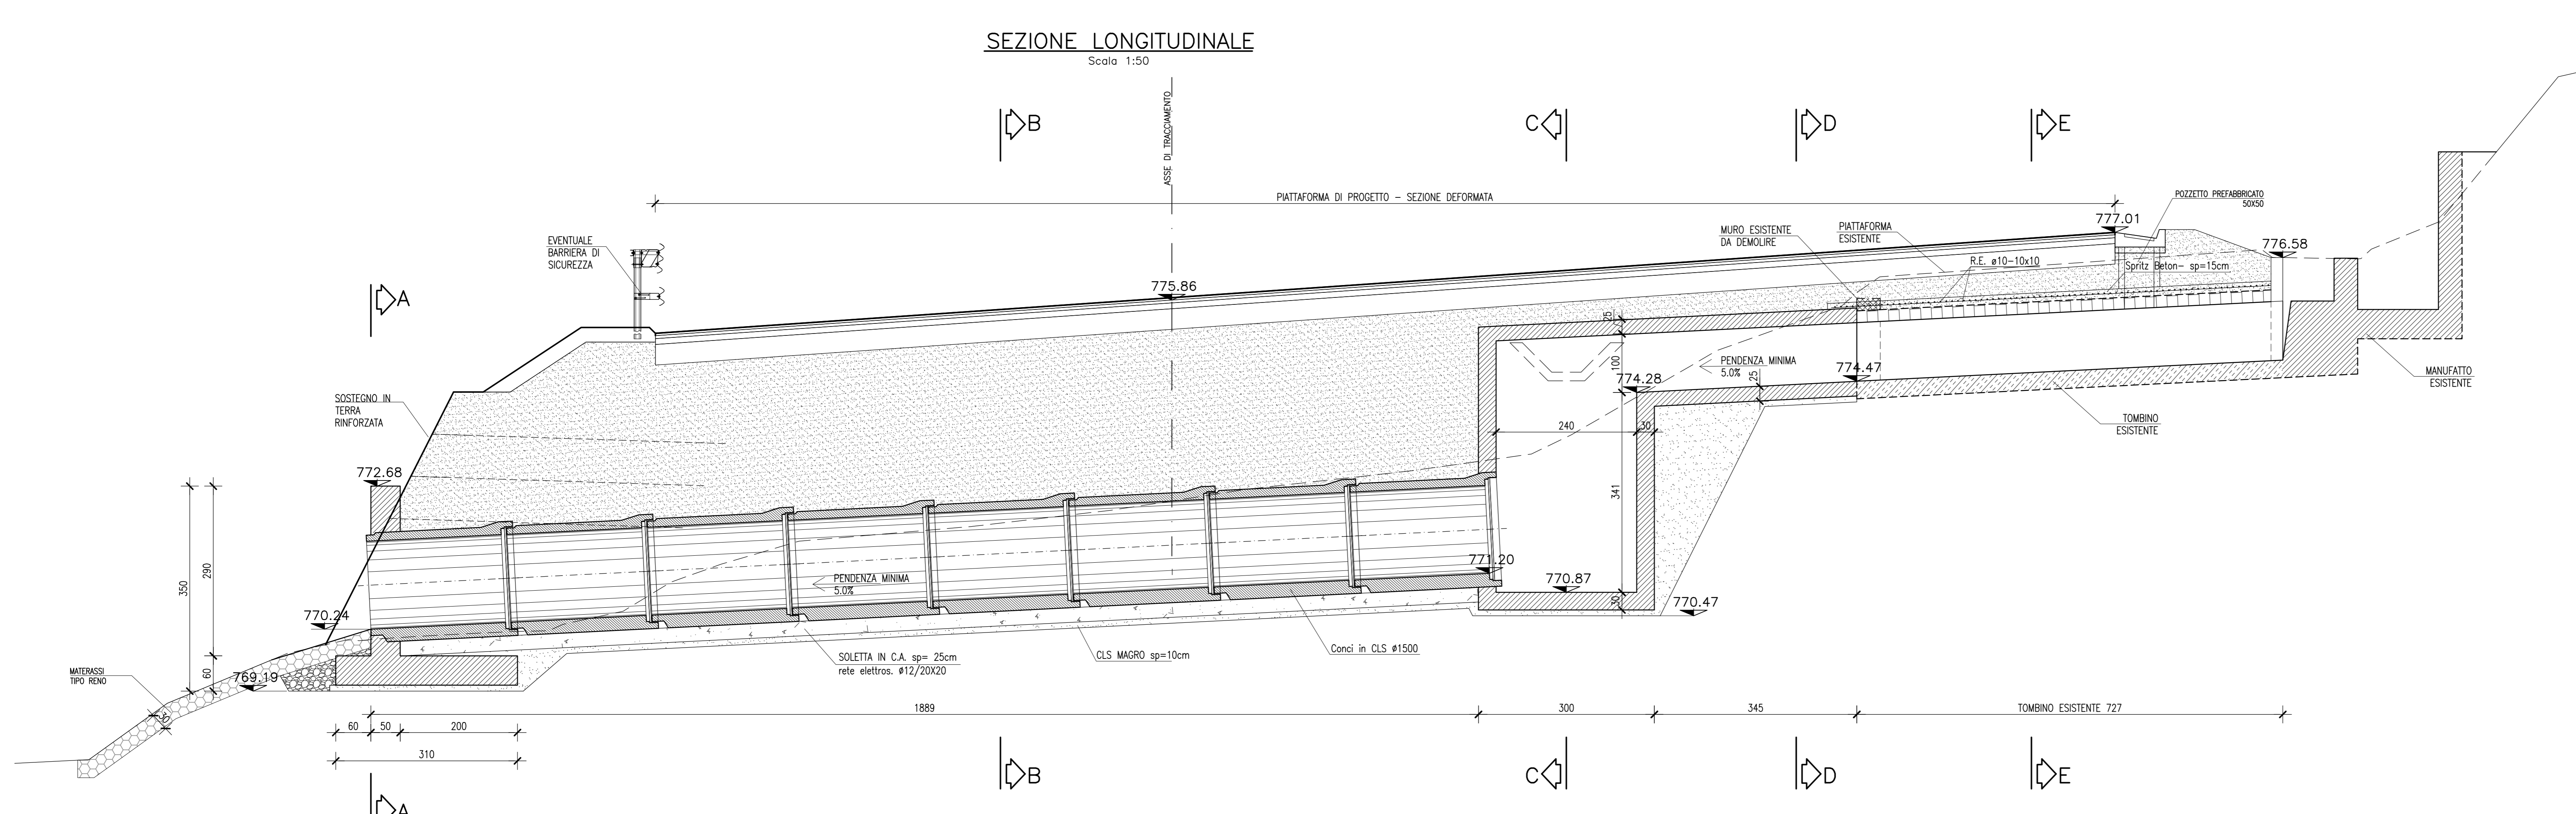 SEZIONE LONGITUDINALE
Scala 1:50
ASSE DI TRACCIAMENTO
B
C
D
E
A
PIATTAFORMA DI PROGETTO - SEZIONE DEFORMATA
POZZETTO PREFABBRICATO
50X50
777.01
776.58
MURO ESISTENTE
DA DEMOLIRE
PIATTAFORMA
ESISTENTE
R.E. ø10-10x10
Spritz Beton- sp=15cm
EVENTUALE
BARRIERA DI
SICUREZZA
775.86
25
100
PENDENZA MINIMA
5.0%
774.47
774.28
25
MANUFATTO
ESISTENTE
TOMBINO
ESISTENTE
SOSTEGNO IN
TERRA
RINFORZATA
240
30
772.68
341
350
290
771.20
770.87
30
770.47
PENDENZA MINIMA
5.0%
770.24
60
769.19
MATERASSI
TIPO RENO
30
SOLETTA IN C.A. sp= 25cm
rete elettros. ø12/20X20
CLS MAGRO sp=10cm
Conci in CLS ø1500
1889
300
345
TOMBINO ESISTENTE 727
60
50
200
310
B
C
D
E
A